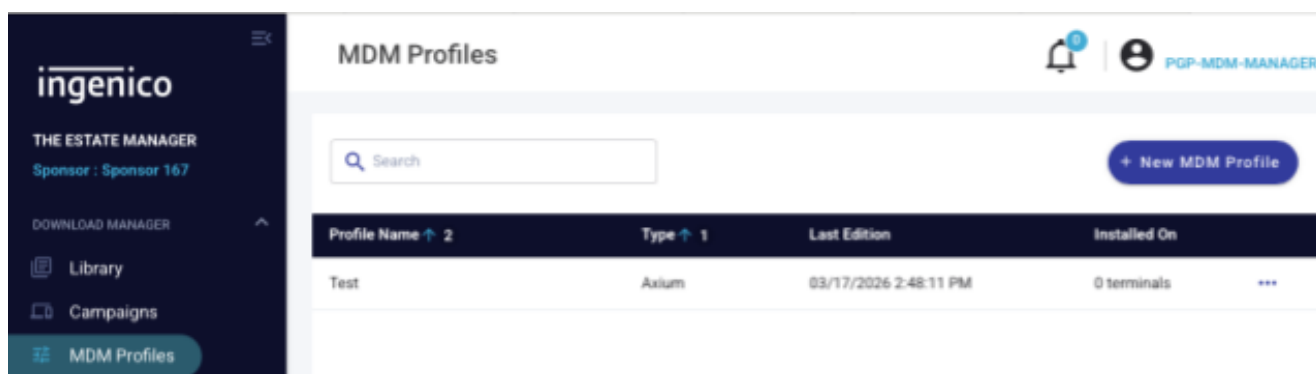 ingenico
THE ESTATE MANAGER
Sponsor : Sponsor 167
DOWNLOAD MANAGER
Library
Campaigns
MDM Profiles
MDM Profiles
0
PGP-MDM-MANAGER
Search
+ New MDM Profile
Profile Name ↑ 2 Type ↑ 1 Last Edition Installed On
Test Axium 03/17/2026 2:48:11 PM 0 terminals ...